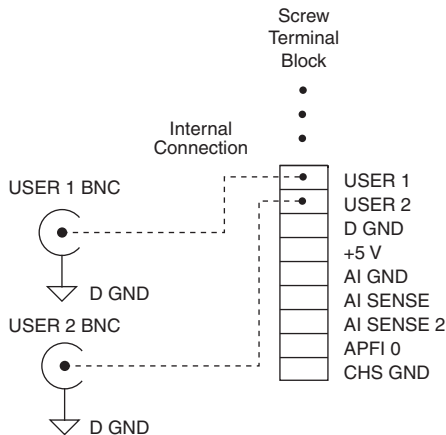 Screw
Terminal
Block
Internal
Connection
USER 1 BNC
D GND
USER 2 BNC
D GND
USER 1
USER 2
D GND
+5 V
AI GND
AI SENSE
AI SENSE 2
APFI 0
CHS GND